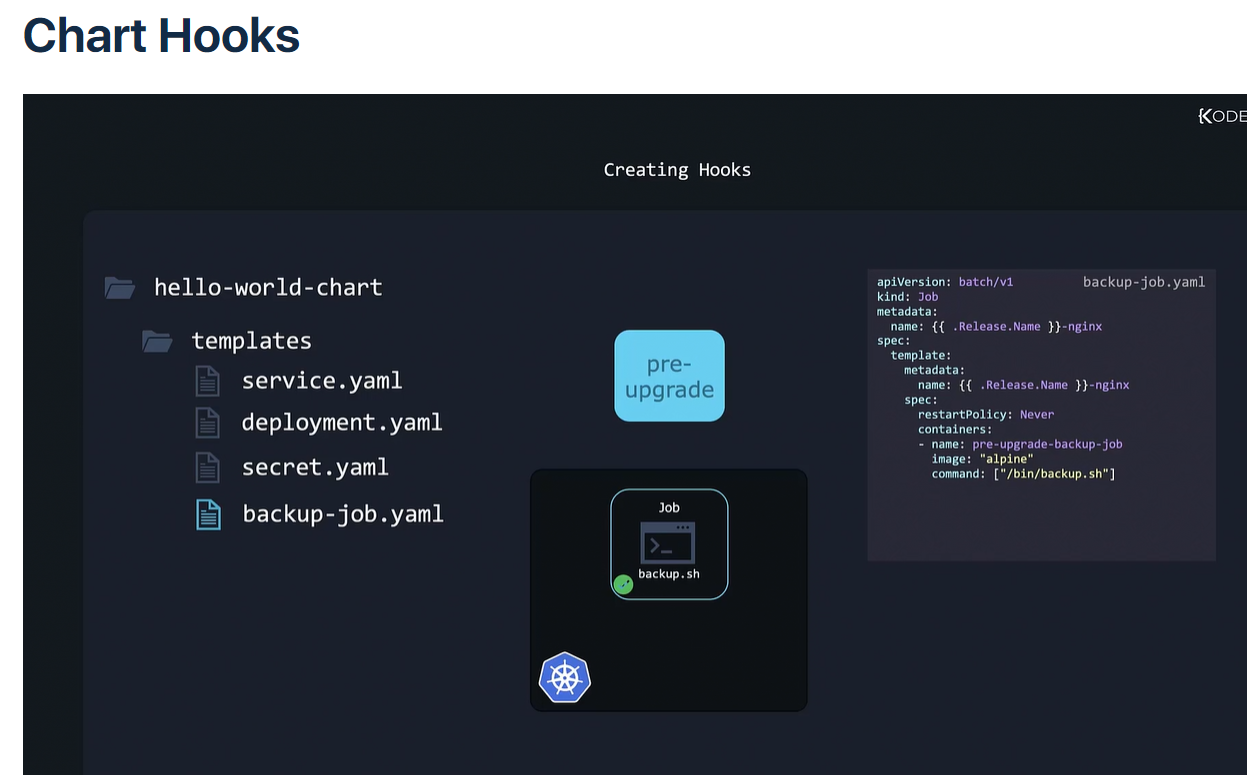 Chart Hooks
KODE
Creating Hooks
hello-world-chart
templates
service.yaml
deployment.yaml
secret.yaml
backup-job.yaml
pre-
upgrade
Job
backup.sh
backup-job.yaml
apiVersion: batch/v1
kind: Job
metadata:
  name: {{ .Release.Name }}-nginx
spec:
  template:
    metadata:
      name: {{ .Release.Name }}-nginx
    spec:
      restartPolicy: Never
      containers:
      - name: pre-upgrade-backup-job
        image: "alpine"
        command: ["/bin/backup.sh"]